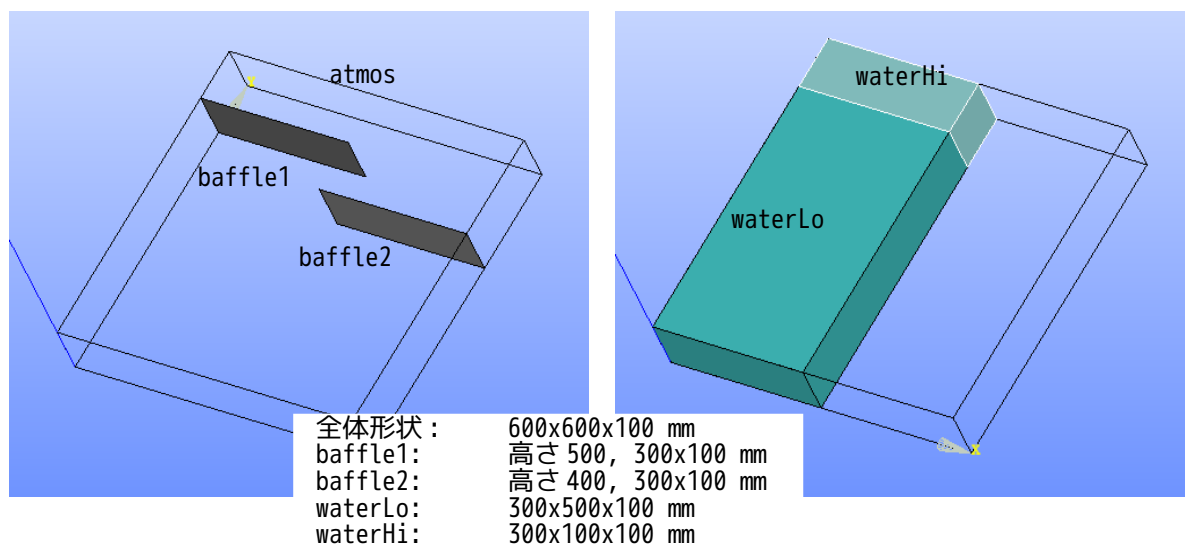 Y
atmos
baffle1
baffle2
waterHi
waterLo
X
全体形状: 600x600x100 mm
baffle1: 高さ500, 300x100 mm
baffle2: 高さ400, 300x100 mm
waterLo: 300x500x100 mm
waterHi: 300x100x100 mm